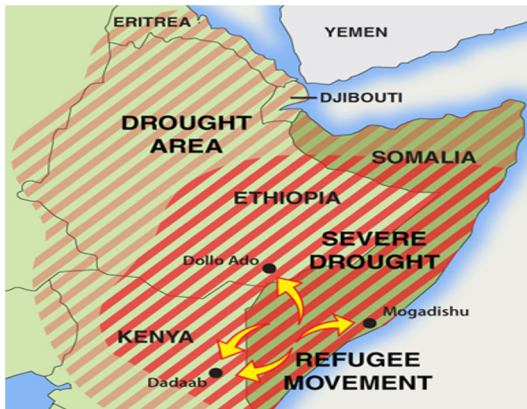 ERITREA
YEMEN
DJIBOUTI
DROUGHT
AREA
SOMALIA
ETHIOPIA
SEVERE
DROUGHT
Dollo Ado
Mogadishu
KENYA
REFUGEE
MOVEMENT
Dadaab